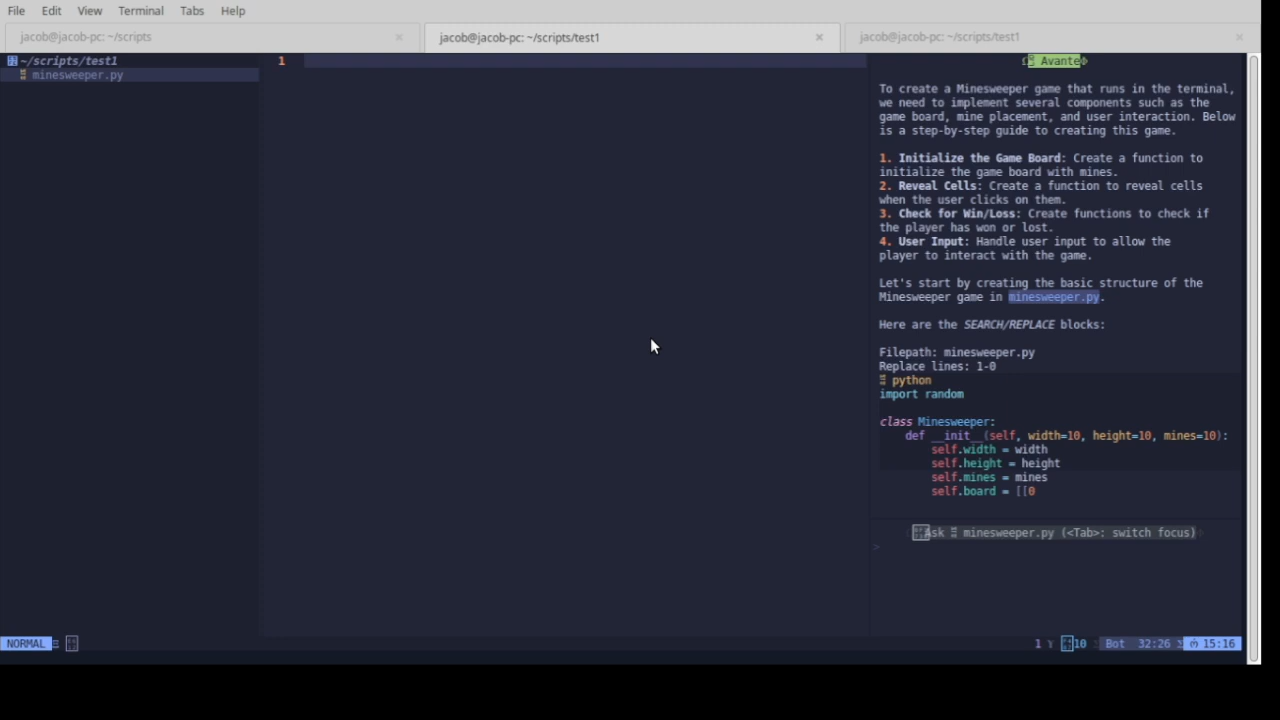 File Edit View Terminal Tabs Help
jacob@jacob-pc: ~/scripts × jacob@jacob-pc: ~/scripts/test1 × jacob@jacob-pc: ~/scripts/test1 ×
~/scripts/test1
minesweeper.py
1
Avante
To create a Minesweeper game that runs in the terminal,
we need to implement several components such as the
game board, mine placement, and user interaction. Below
is a step-by-step guide to creating this game.
1. Initialize the Game Board: Create a function to
initialize the game board with mines.
2. Reveal Cells: Create a function to reveal cells
when the user clicks on them.
3. Check for Win/Loss: Create functions to check if
the player has won or lost.
4. User Input: Handle user input to allow the
player to interact with the game.
Let's start by creating the basic structure of the
Minesweeper game in minesweeper.py.
Here are the SEARCH/REPLACE blocks:
Filepath: minesweeper.py
Replace lines: 1-0
python
import random
class Minesweeper:
def __init__(self, width=10, height=10, mines=10):
self.width = width
self.height = height
self.mines = mines
self.board = [[0
Ask minesweeper.py (<Tab>: switch focus)
>
NORMAL 1 10 Bot 32:26 15:16